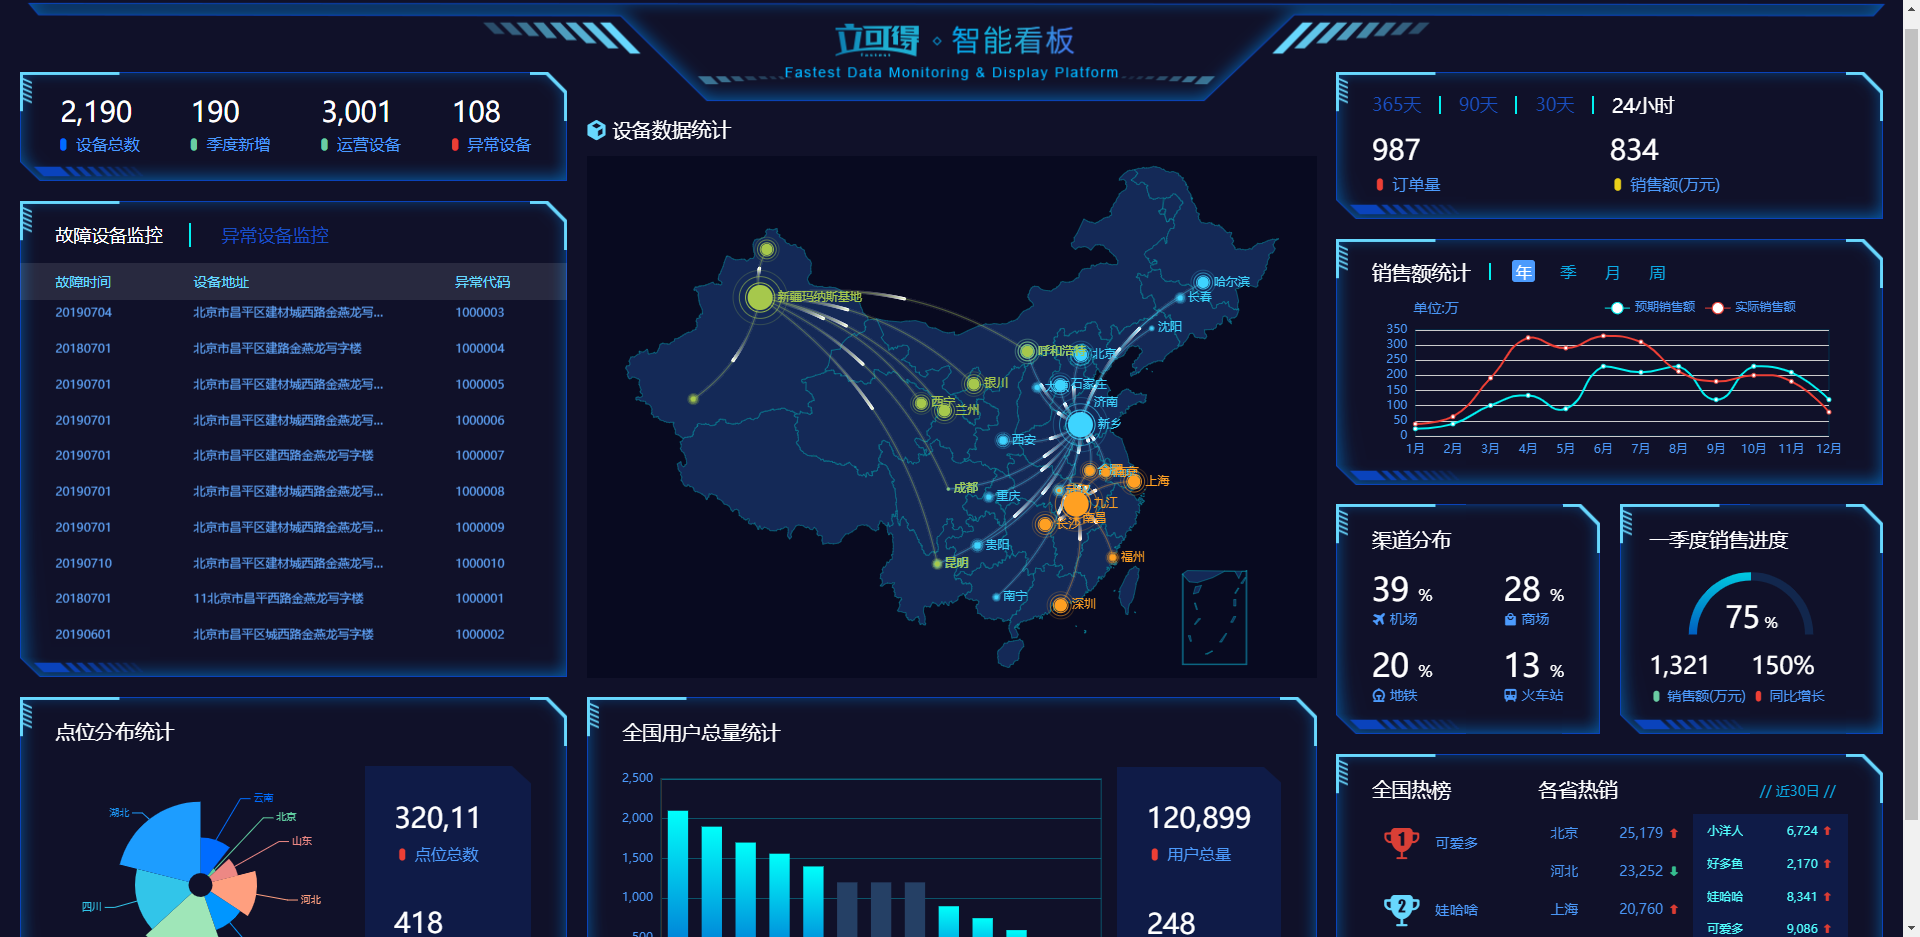 立可得 智能看板
Fastest Data Monitoring & Display Platform
2,190
190
3,001
108
设备总数
季度新增
运营设备
异常设备
故障设备监控
异常设备监控
故障时间 设备地址 异常代码
20190704 北京市昌平区建材城西路金燕龙写... 1000003
20180701 北京市昌平区建路金燕龙写字楼 1000004
20190701 北京市昌平区建材城西路金燕龙写... 1000005
20190701 北京市昌平区建材城西路金燕龙写... 1000006
20190701 北京市昌平区建西路金燕龙写字楼 1000007
20190701 北京市昌平区建材城西路金燕龙写... 1000008
20190701 北京市昌平区建材城西路金燕龙写... 1000009
20190710 北京市昌平区建材城西路金燕龙写... 1000010
20180701 11北京市昌平西路金燕龙写字楼 1000001
20190601 北京市昌平区城西路金燕龙写字楼 1000002
点位分布统计
云南
北京
山东
河北
湖北
四川
320,11
点位总数
418
设备数据统计
新疆玛纳斯基地
哈尔滨
长春
沈阳
呼和浩特
北京
银川
石家庄
西宁
兰州
济南
新乡
西安
上海
成都
重庆
九江
南昌
长沙
贵阳
福州
昆明
南宁
深圳
全国用户总量统计
2,500
2,000
1,500
1,000
500
120,899
用户总量
248
365天 90天 30天 24小时
987
834
订单量
销售额(万元)
销售额统计 年 季 月 周
单位:万
预期销售额 实际销售额
350
300
250
200
150
100
50
0
1月 2月 3月 4月 5月 6月 7月 8月 9月 10月 11月 12月
渠道分布
39 %
机场
28 %
商场
20 %
地铁
13 %
火车站
一季度销售进度
75 %
1,321
150%
销售额(万元)
同比增长
全国热榜
1 可爱多
2 娃哈啥
各省热销 // 近30日 //
北京 25,179
河北 23,252
上海 20,760
小洋人 6,724
好多鱼 2,170
娃哈哈 8,341
可爱多 9,086